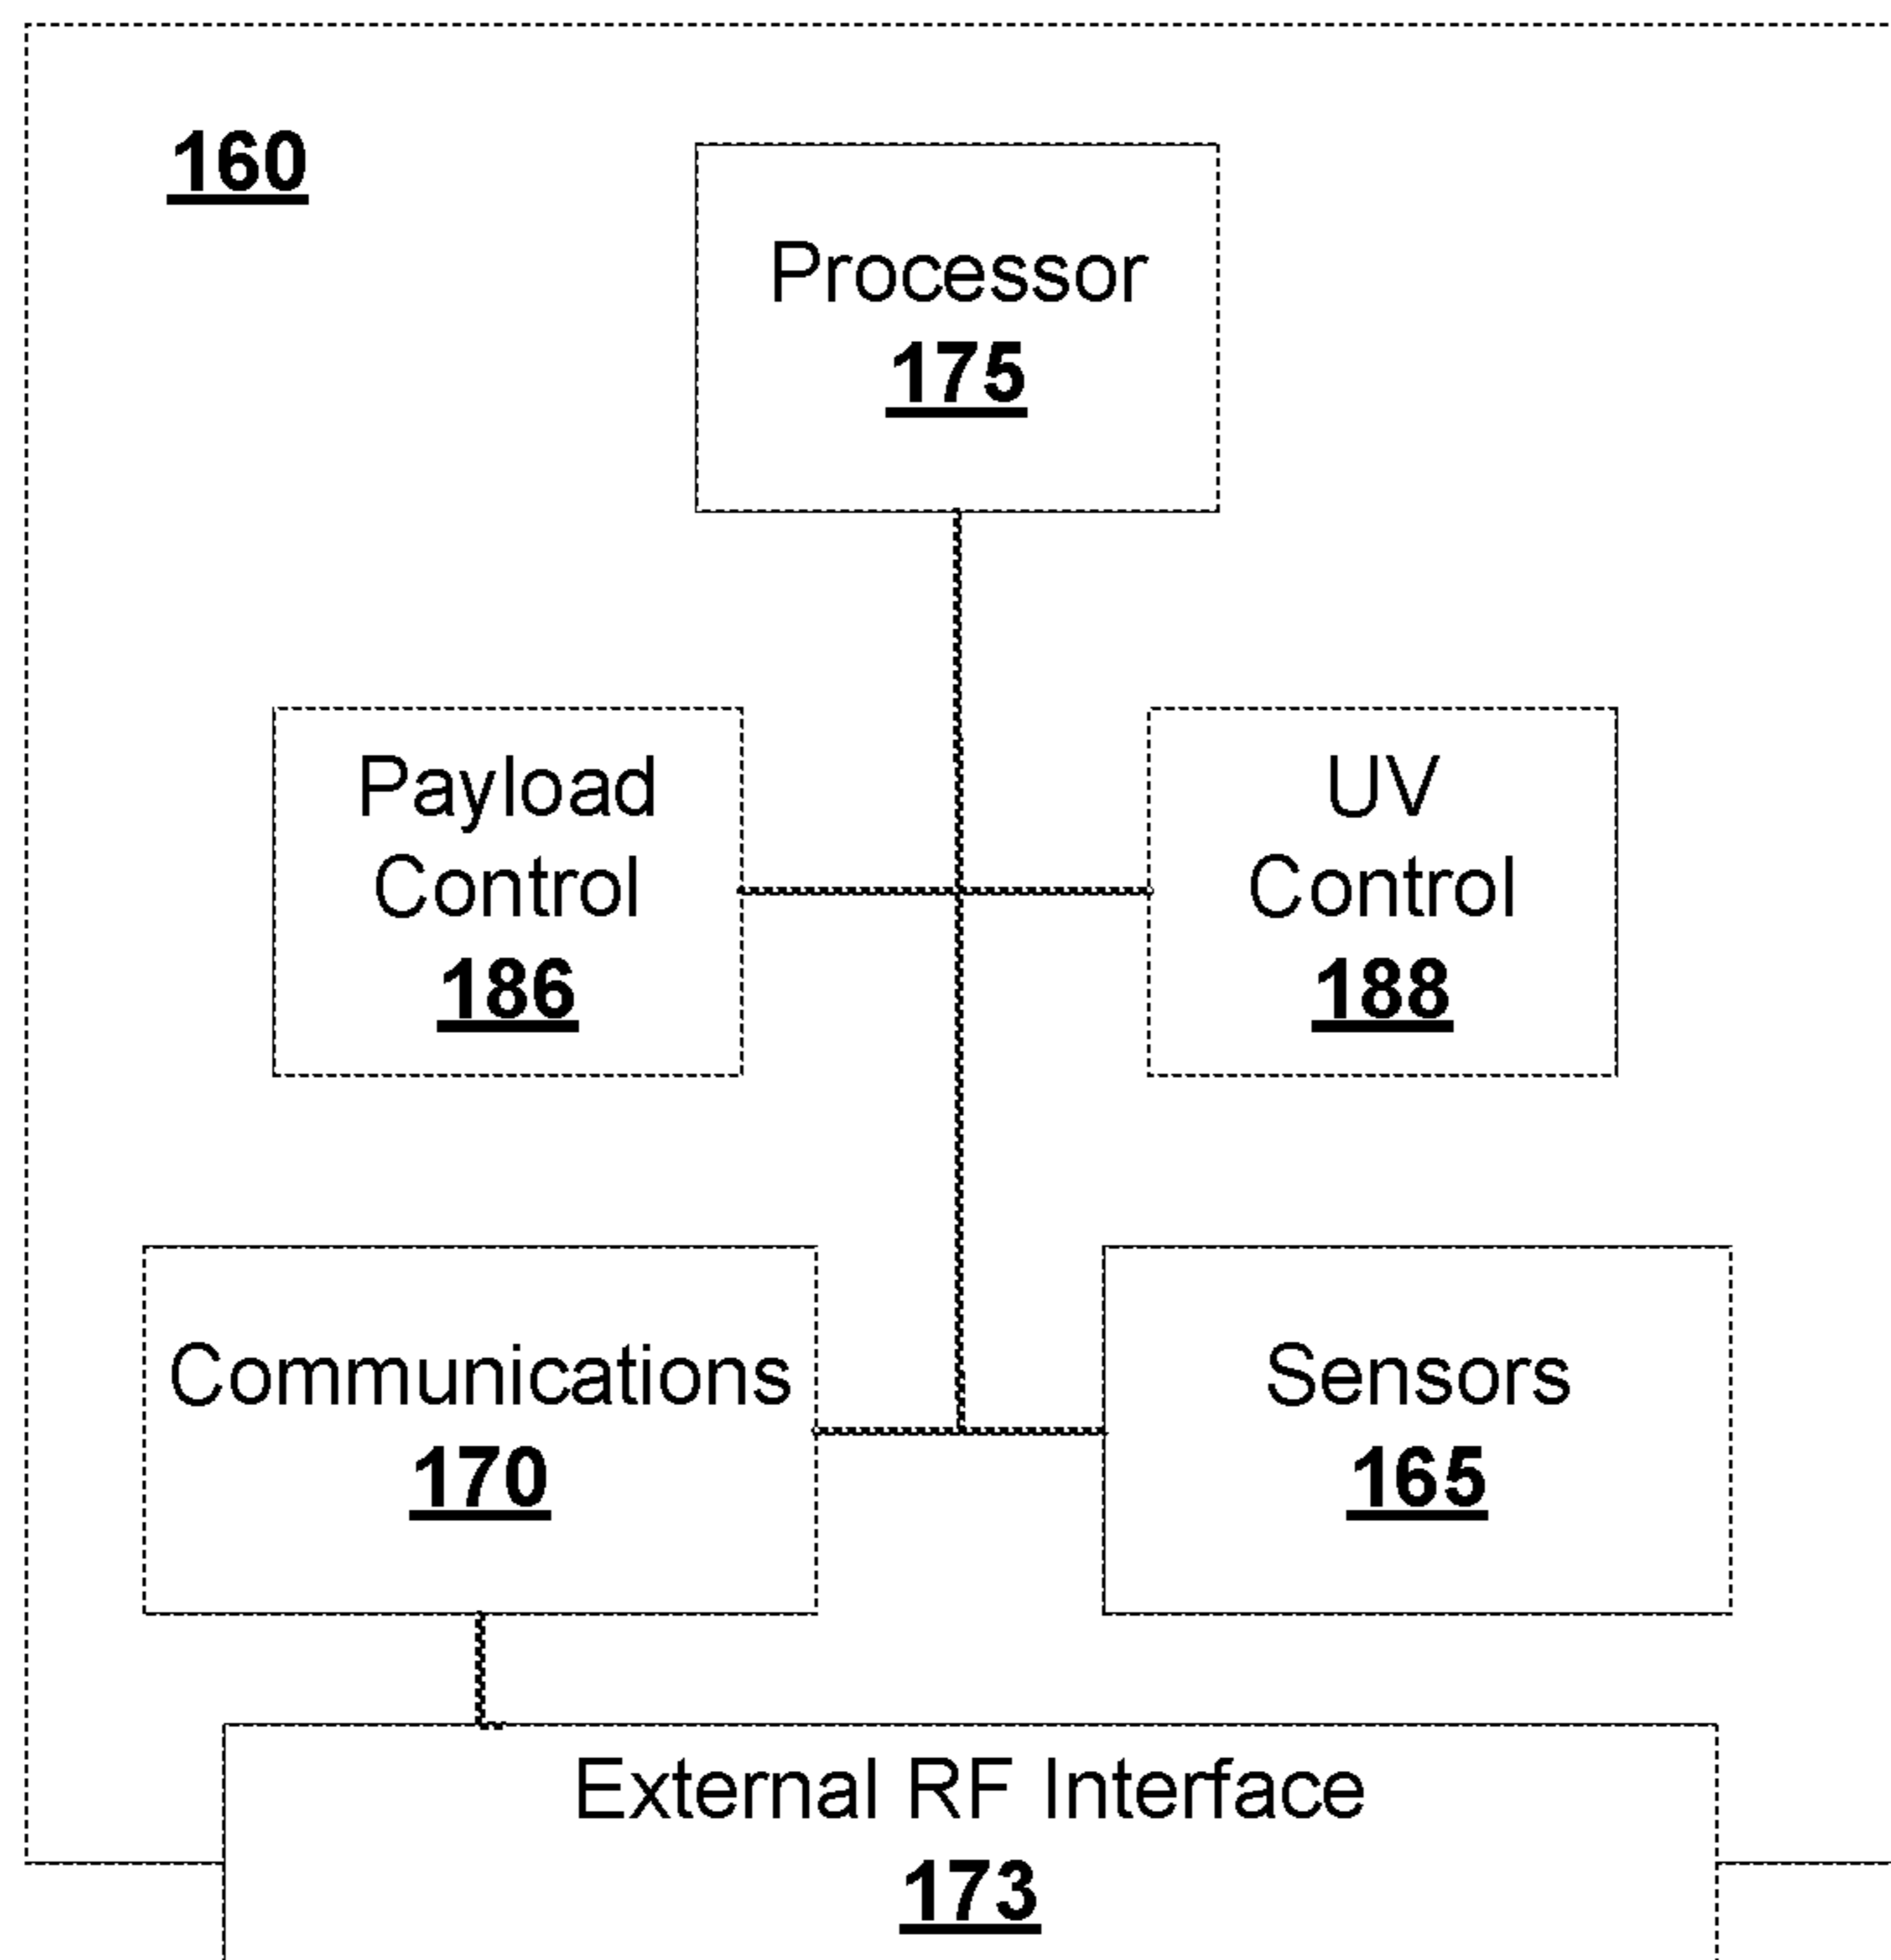 160
Processor
175
Payload
Control
186
UV
Control
188
Communications
170
Sensors
165
External RF Interface
173